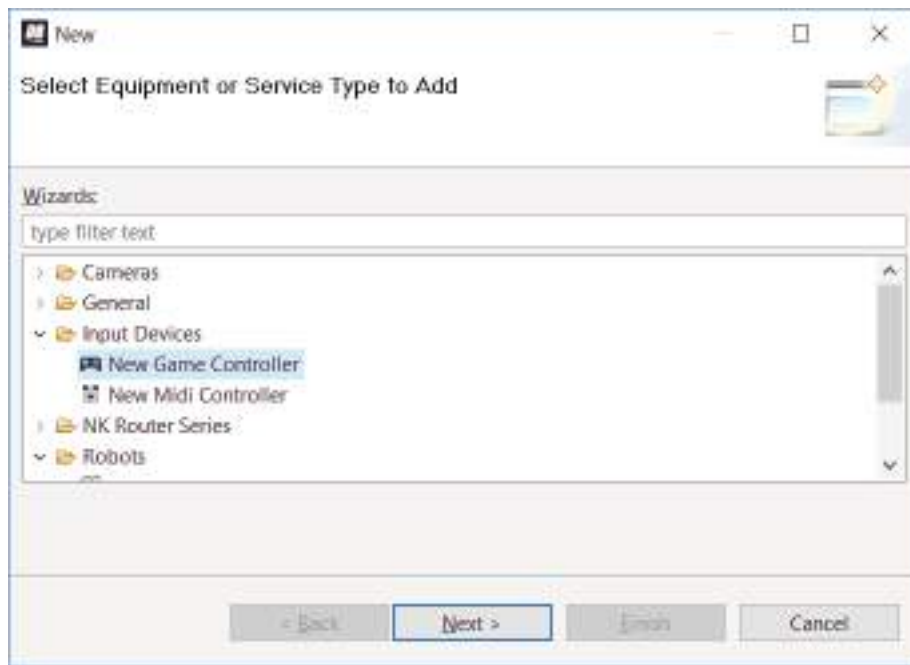 New
Select Equipment or Service Type to Add
Wizards:
type filter text
Cameras
General
Input Devices
New Game Controller
New Midi Controller
NK Router Series
Robots
< Back Next > Finish Cancel